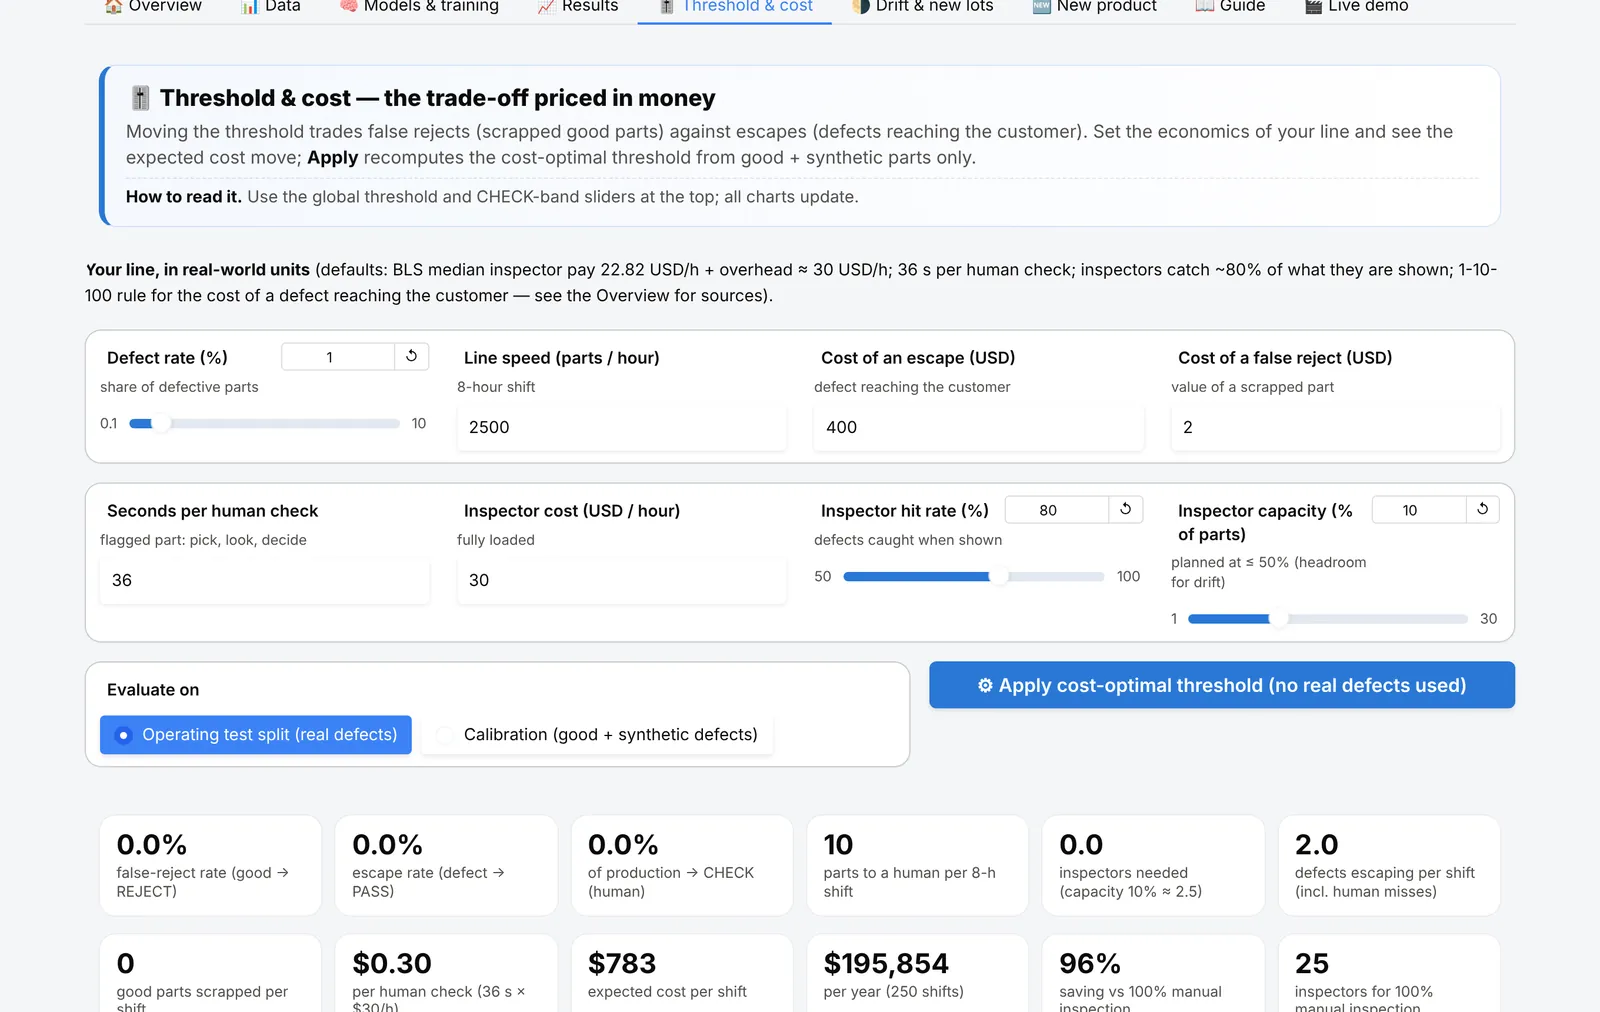 Overview Data Models & training Results Threshold & cost Drift & new lots New product Guide Live demo
Threshold & cost — the trade-off priced in money
Moving the threshold trades false rejects (scrapped good parts) against escapes (defects reaching the customer). Set the economics of your line and see the
expected cost move; Apply recomputes the cost-optimal threshold from good + synthetic parts only.
How to read it. Use the global threshold and CHECK-band sliders at the top; all charts update.
Your line, in real-world units (defaults: BLS median inspector pay 22.82 USD/h + overhead ≈ 30 USD/h; 36 s per human check; inspectors catch ~80% of what they are shown; 1-10-
100 rule for the cost of a defect reaching the customer — see the Overview for sources).
Defect rate (%) 1
share of defective parts
0.1 10
Line speed (parts / hour)
8-hour shift
2500
Cost of an escape (USD)
defect reaching the customer
400
Cost of a false reject (USD)
value of a scrapped part
2
Seconds per human check
flagged part: pick, look, decide
36
Inspector cost (USD / hour)
fully loaded
30
Inspector hit rate (%) 80
defects caught when shown
50 100
Inspector capacity (% 10
of parts)
planned at ≤ 50% (headroom
for drift)
1 30
Evaluate on
Operating test split (real defects) Calibration (good + synthetic defects)
⚙ Apply cost-optimal threshold (no real defects used)
0.0%
false-reject rate (good →
REJECT)
0.0%
escape rate (defect →
PASS)
0.0%
of production → CHECK
(human)
10
parts to a human per 8-h
shift
0.0
inspectors needed
(capacity 10% ≈ 2.5)
2.0
defects escaping per shift
(incl. human misses)
0
good parts scrapped per
shift
$0.30
per human check (36 s ×
$30/h)
$783
expected cost per shift
$195,854
per year (250 shifts)
96%
saving vs 100% manual
inspection
25
inspectors for 100%
manual inspection